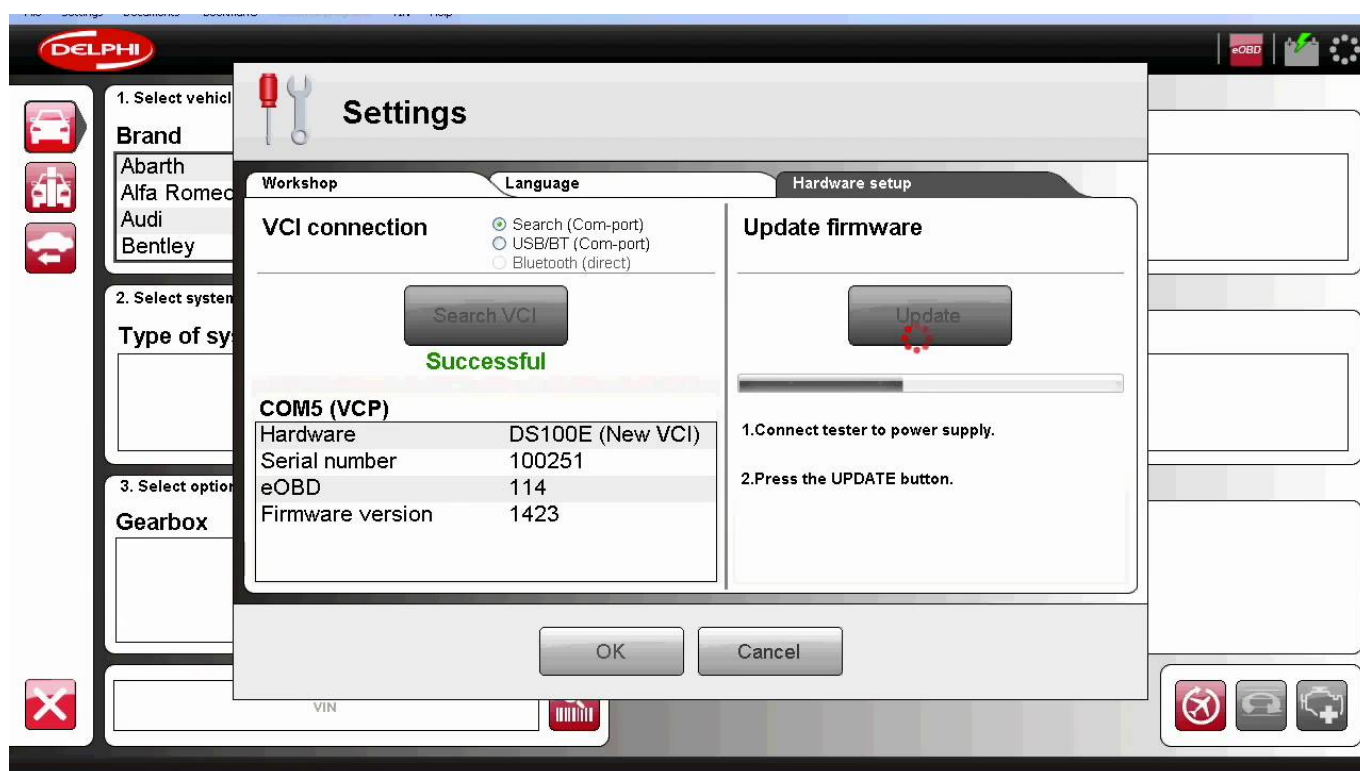 DELPHI
eOBD
Settings
1. Select vehicl
Brand
Abarth
Alfa Romeo
Audi
Bentley
2. Select system
Type of sys
3. Select option
Gearbox
VIN
Workshop
Language
Hardware setup
VCI connection
Search (Com-port)
USB/BT (Com-port)
Bluetooth (direct)
Search VCI
Successful
COM5 (VCP)
Hardware DS100E (New VCI)
Serial number 100251
eOBD 114
Firmware version 1423
Update firmware
Update
1.Connect tester to power supply.
2.Press the UPDATE button.
OK
Cancel